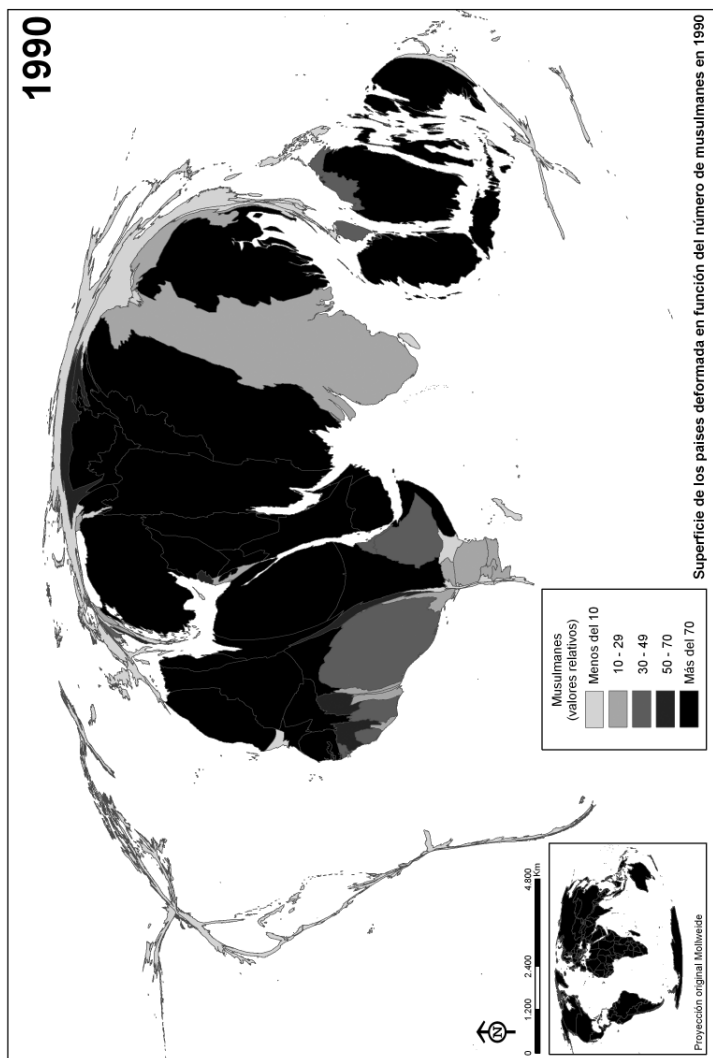 1990
Musulmanes
(valores relativos)
Menos del 10
10 - 29
30 - 49
50 - 70
Más del 70
0 1.200 2.400 4.800
Km
N
Proyección original Mollweide
Superficie de los paises deformada en función del número de musulmanes en 1990